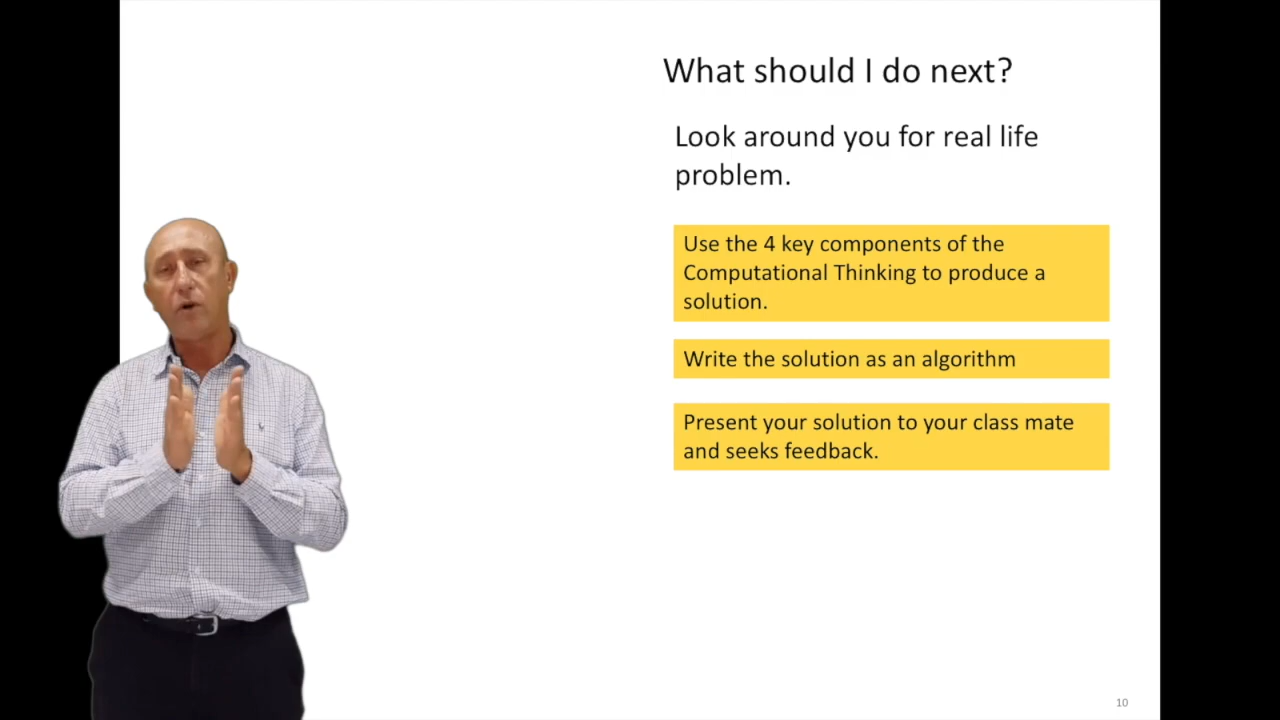 What should I do next?
Look around you for real life
problem.
Use the 4 key components of the
Computational Thinking to produce a
solution.
Write the solution as an algorithm
Present your solution to your class mate
and seeks feedback.
10